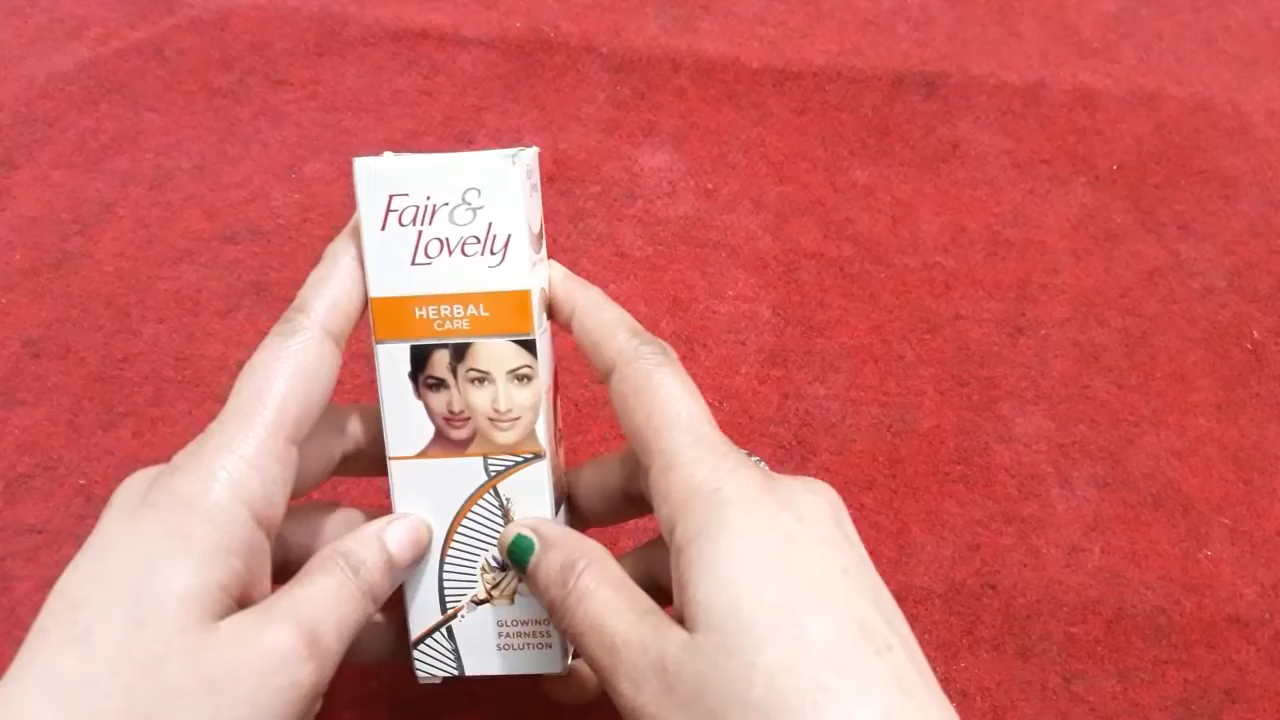 Fair &
Lovely
HERBAL
CARE
GLOWING
FAIRNESS
SOLUTION